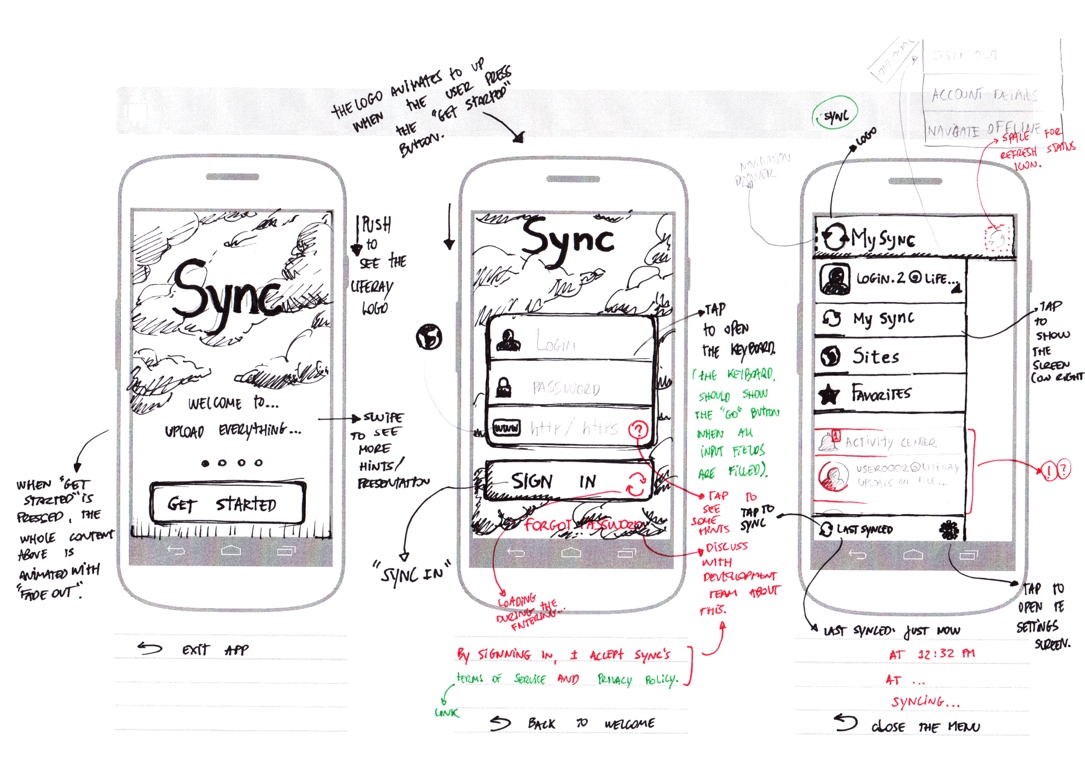 THE LOGO ANIMATES TO UP
WHEN THE USER PRESS
THE "GET STARTED"
BUTTON.
Sync
WELCOME TO...
UPLOAD EVERYTHING...
GET STARTED
PUSH
TO
SEE THE
LIFERAY
LOGO
SWIPE
TO SEE
MORE
HINTS/
PRESENTATION
WHEN "GET
STARTED" IS
PRESSED, THE
WHOLE CONTENT
ABOVE IS
ANIMATED WITH
"FADE OUT".
EXIT APP
Sync
LOGIN
PASSWORD
WWW
http/https
?
SIGN IN
FORGOT PASSWORD
"SYNC IN"
LOADING
DURING THE
ENTERING...
TAP
TO OPEN
THE KEYBOARD.
(THE KEYBOARD,
SHOULD SHOW
THE "GO" BUTTON
WHEN ALL
INPUT FIELDS
ARE FILLED).
TAP TO
SEE
SOME
HINTS
DISCUSS
WITH
DEVELOPMENT
TEAM ABOUT
THIS.
By SIGNNING IN, I ACCEPT SYNC'S
TERMS OF SERVICE AND PRIVACY POLICY.
LINK
BACK TO WELCOME
SIGN OUT
ACCOUNT DETAILS
NAVIGATE OFFLINE
SYNC
LOGO
SPACE FOR
REFRESH STATUS
ICON.
NAVIGATION
DRAWER
My SYNC
LOGIN.2@LIFE...
My SYNC
Sites
FAVORITES
1
ACTIVITY CENTER
USER0002@LIFERAY
UPLOADS ON FILE...
LAST SYNCED
TAP TO
SYNC
TAP
TO
SHOW
THE
SCREEN
(ON RIGHT
1 ?
TAP TO
OPEN TE
SETTINGS
SCREEN.
LAST SYNCED: JUST NOW
AT 12:32 PM
AT ...
SYNCING...
CLOSE THE MENU